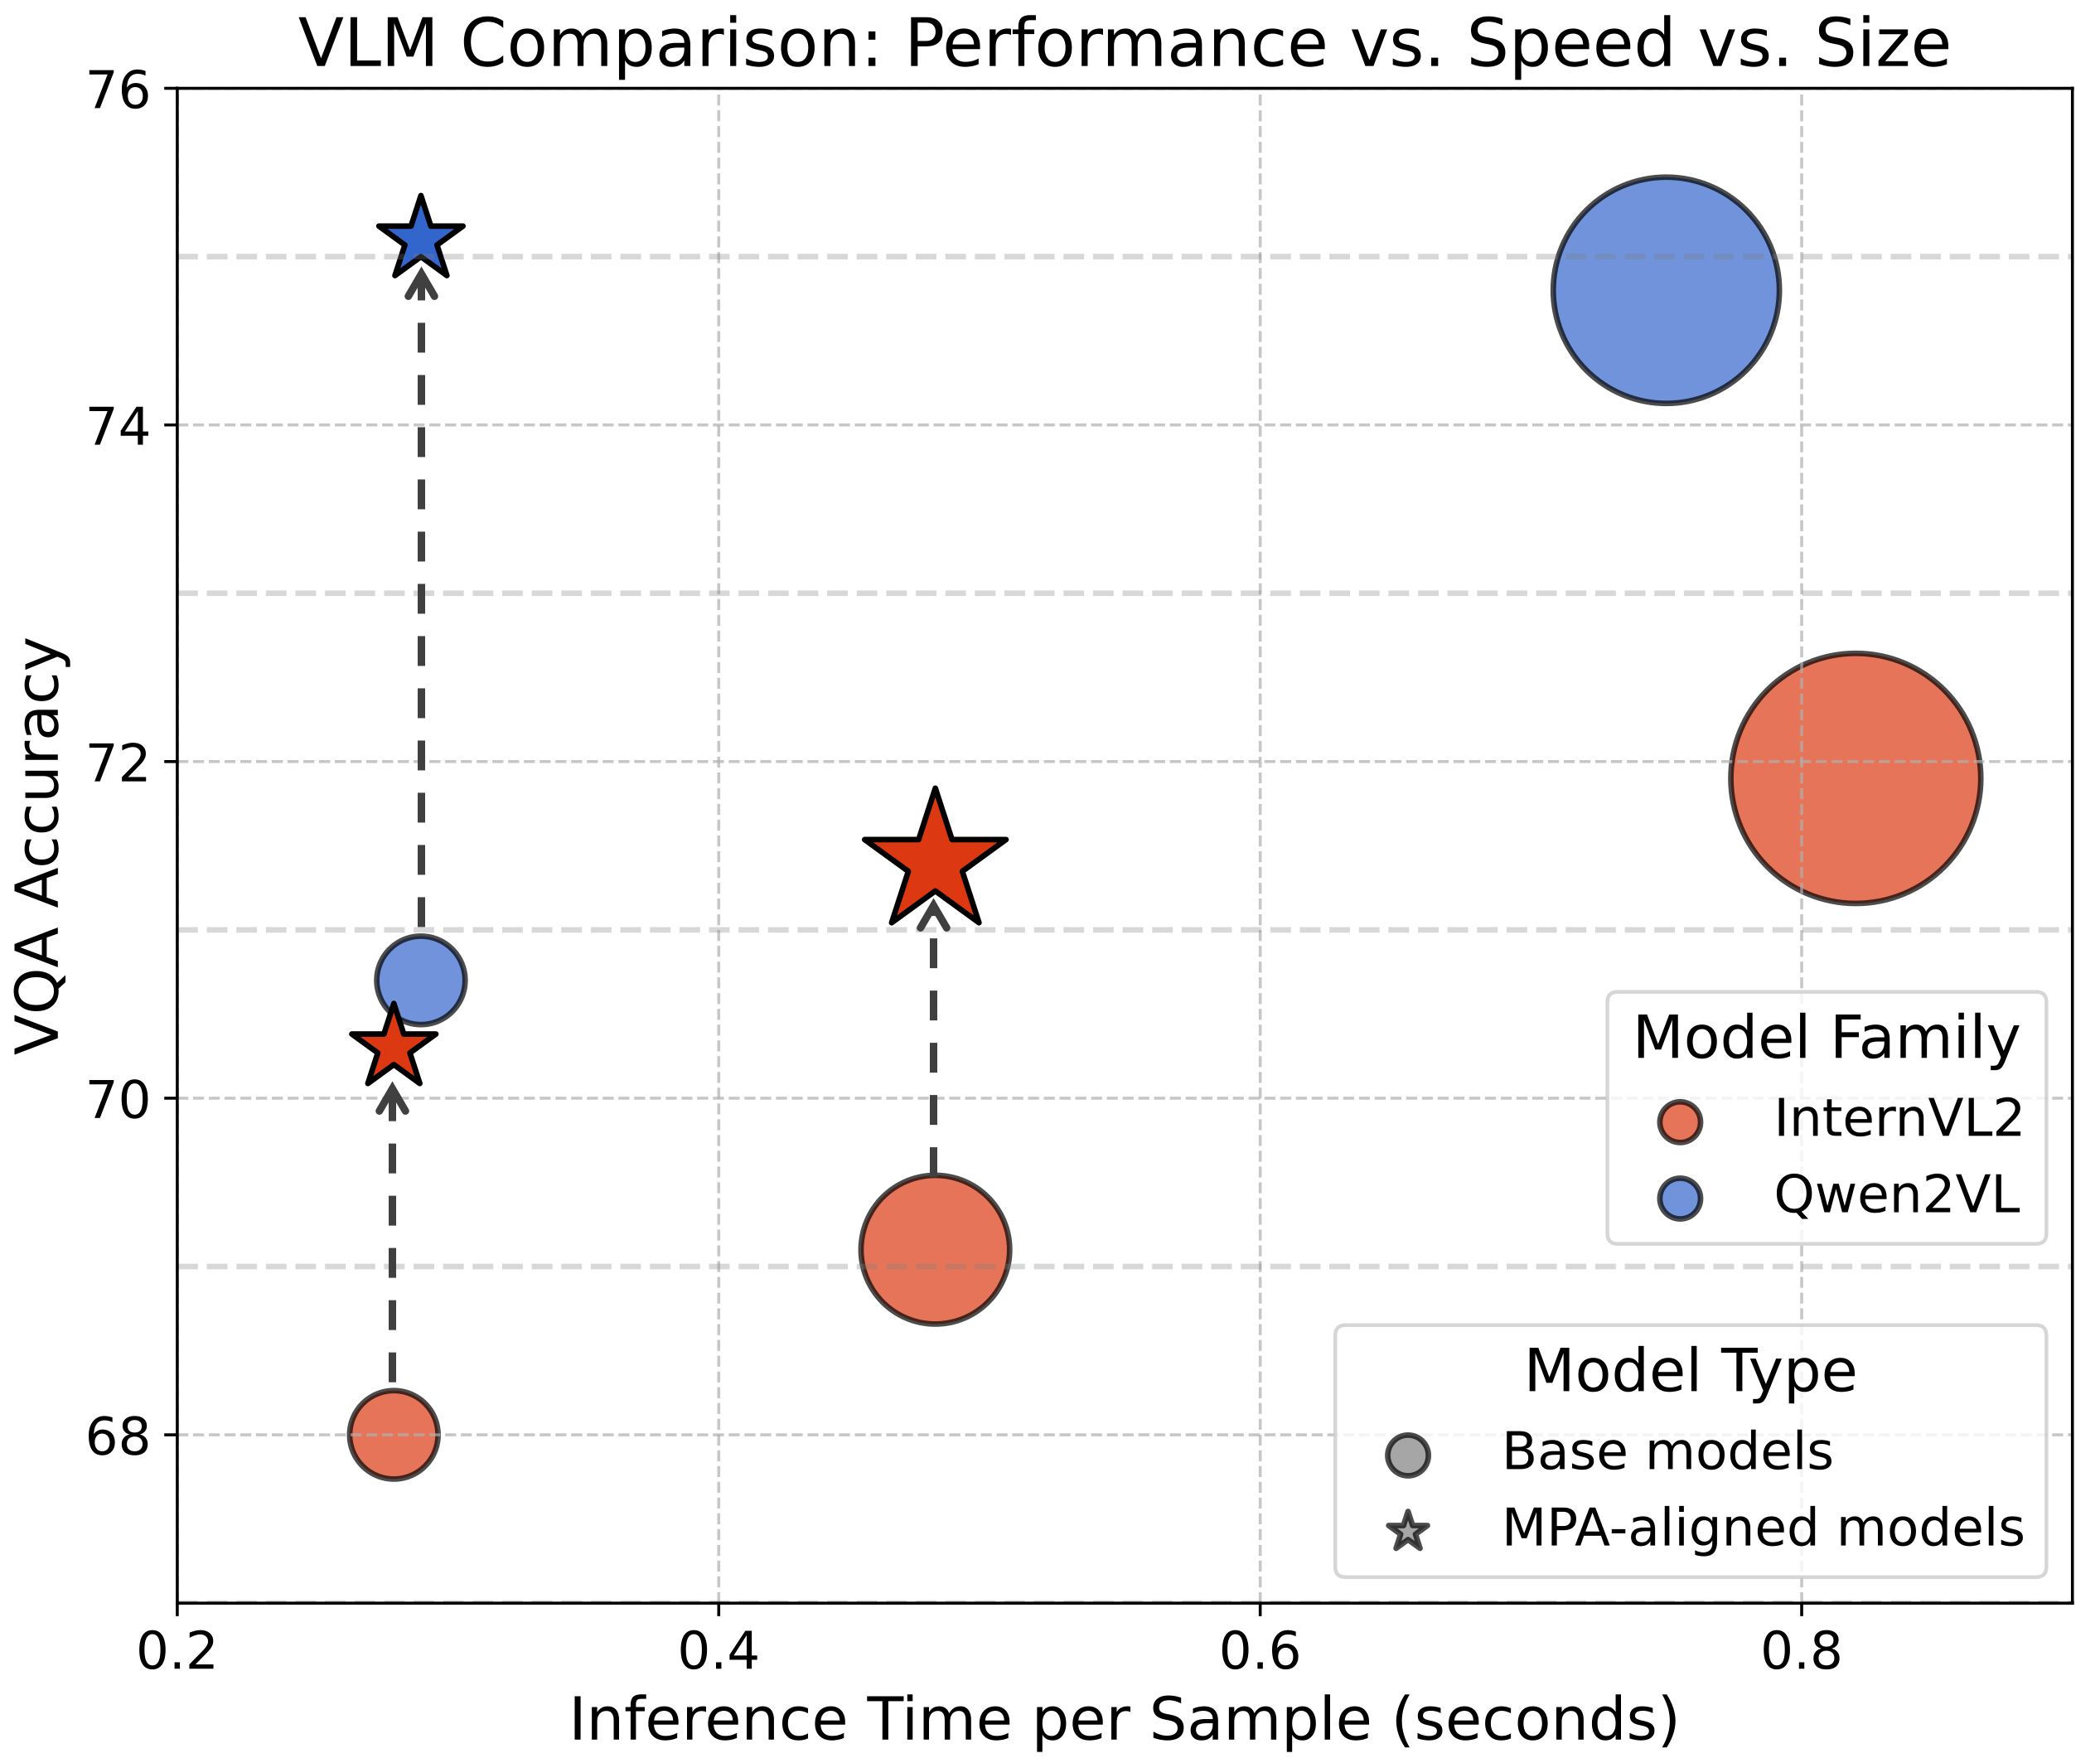 VLM Comparison: Performance vs. Speed vs. Size
VQA Accuracy
76
74
72
70
68
Model Family
InternVL2
Qwen2VL
Model Type
Base models
MPA-aligned models
0.2 0.4 0.6 0.8
Inference Time per Sample (seconds)